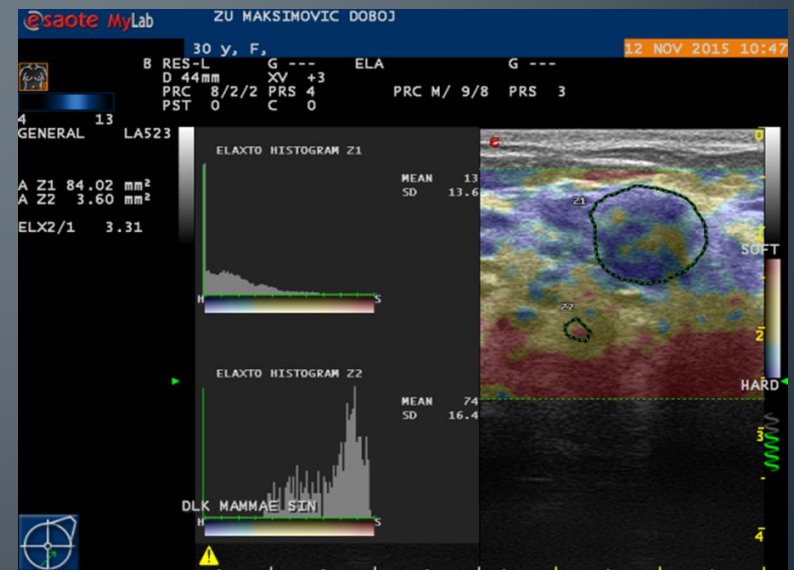 esaote MyLab
ZU MAKSIMOVIC DOBOJ
30 y, F,
12 NOV 2015 10:47
B RES-L G --- ELA G ---
D 44mm XV +3
PRC 8/2/2 PRS 4 PRC M/ 9/8 PRS 3
PST 0 C 0
4 13
GENERAL LA523
A Z1 84.02 mm²
A Z2 3.60 mm²
ELX2/1 3.31
ELAXTO HISTOGRAM Z1
MEAN 13
SD 13.6
H S
ELAXTO HISTOGRAM Z2
MEAN 74
SD 16.4
DLK MAMMAE SIN
H S
e
0
Z1
1
SOFT
Z2
2
HARD
3
4